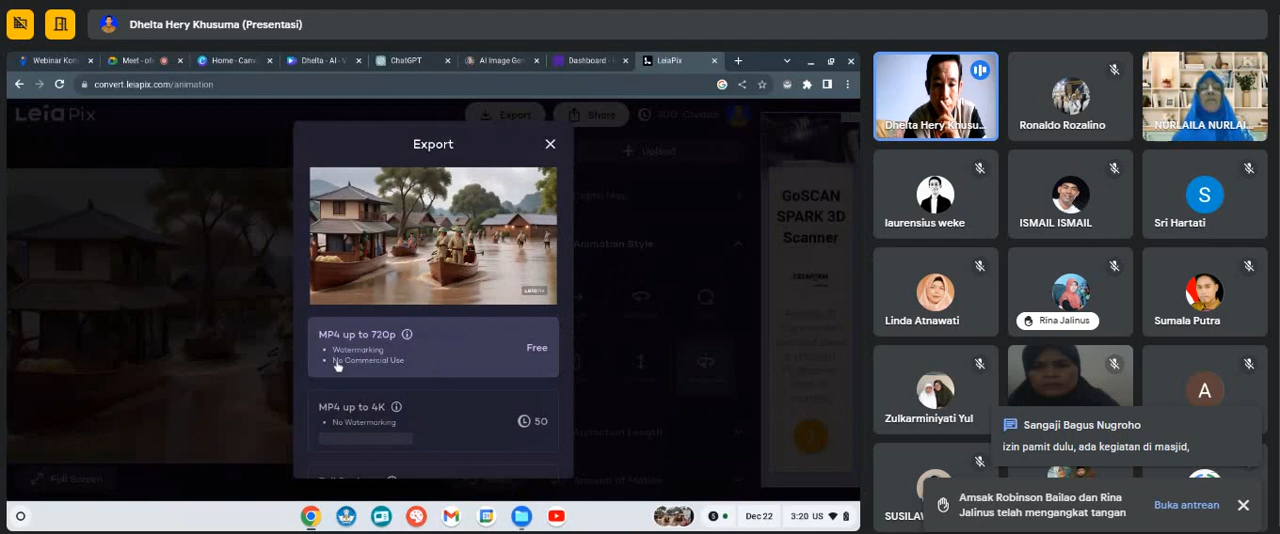 Dhelta Hery Khusuma (Presentasi)
Webinar Kom
Meet - of
Home - Canv
Dhelta - AI - V
ChatGPT
AI Image Gen
Dashboard -
LeiaPix
convert.leiapix.com/animation
LeiaPix
Export
Share
Export
Upload
Animation Style
MP4 up to 720p
Watermarking
No Commercial Use
Free
MP4 up to 4K
No Watermarking
50
Animation Length
Amount of Motion
Full Screen
GoSCAN
SPARK 3D
Scanner
Dec 22
3:20 US
Dhelta Hery Khusu...
Ronaldo Rozalino
NURLAILA NURLAI...
laurensius weke
ISMAIL ISMAIL
S
Sri Hartati
Linda Atnawati
Rina Jalinus
Sumala Putra
Zulkarminiyati Yul
A
Sangaji Bagus Nugroho
izin pamit dulu, ada kegiatan di masjid,
SUSILA
Amsak Robinson Bailao dan Rina
Jalinus telah mengangkat tangan
Buka antrean